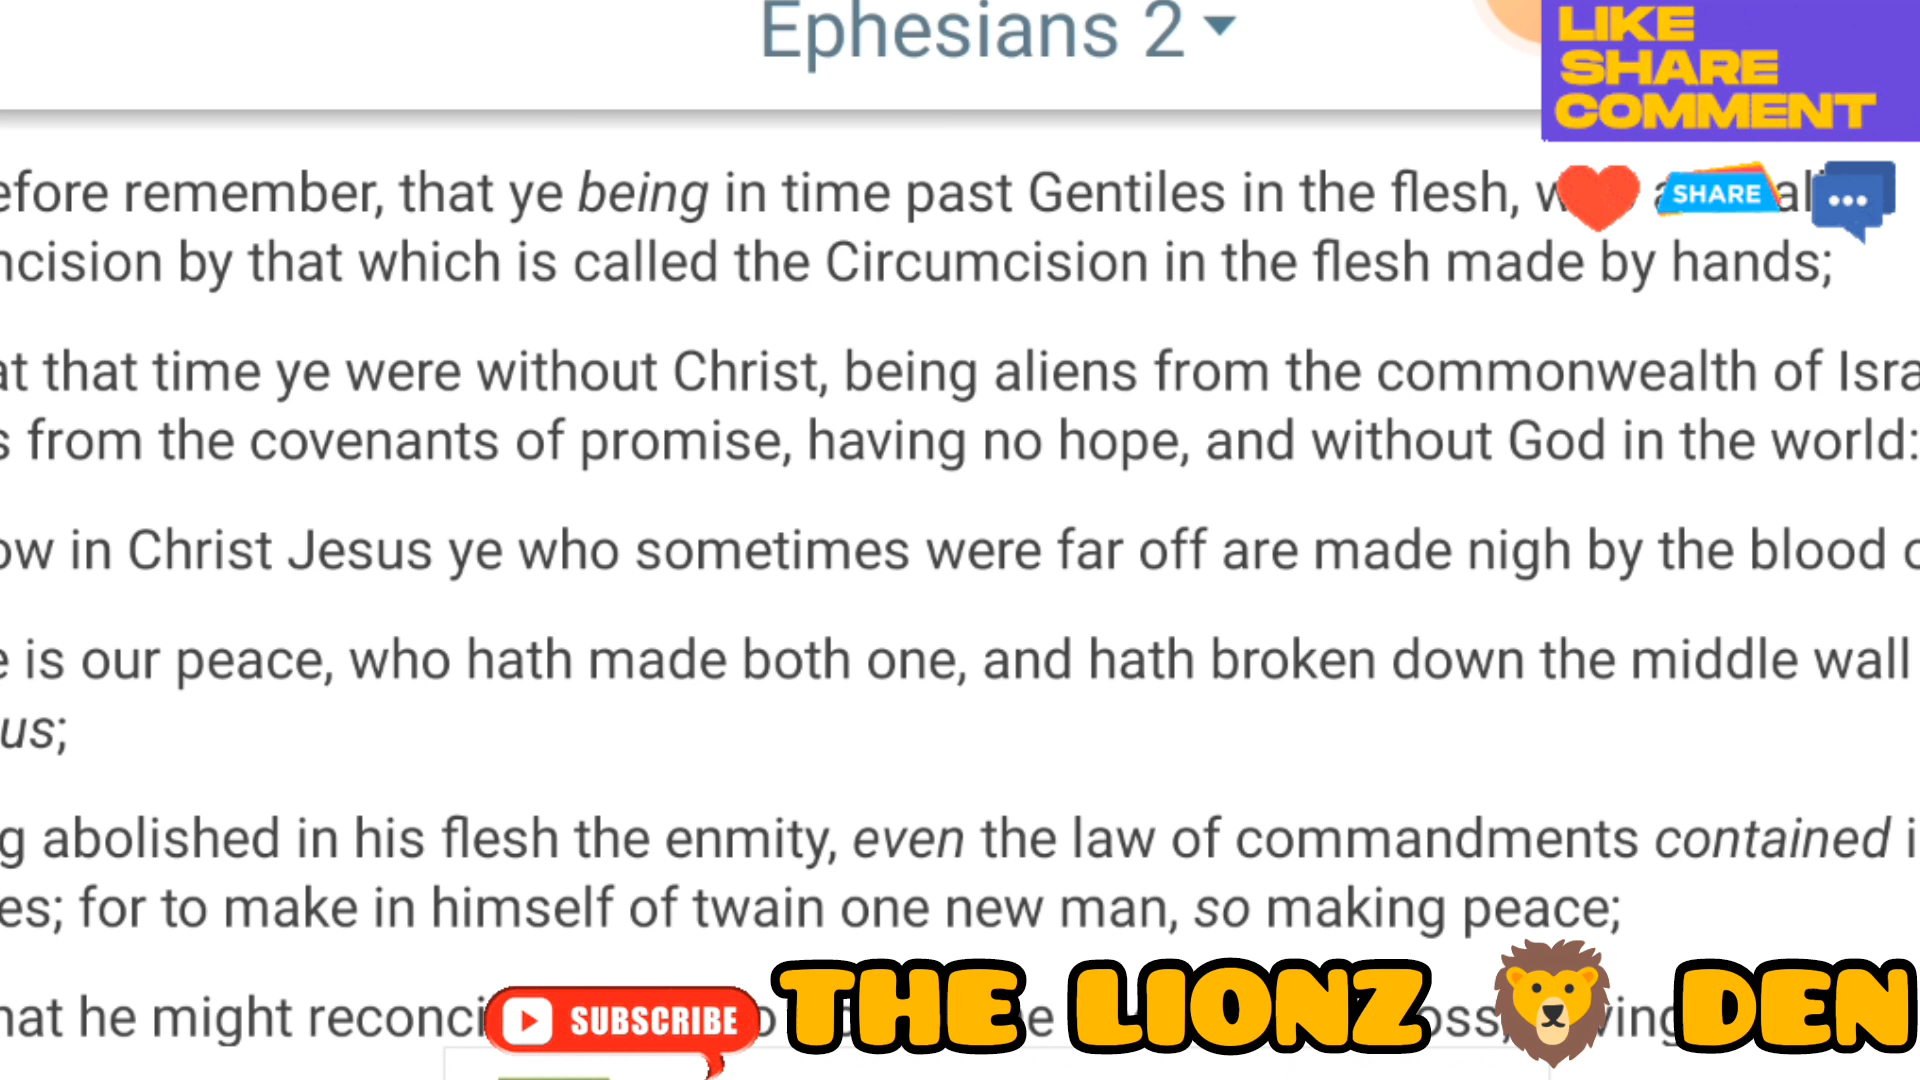 Ephesians 2
LIKE
SHARE
COMMENT
efore remember, that ye being in time past Gentiles in the flesh, w
SHARE
ncision by that which is called the Circumcision in the flesh made by hands;
at that time ye were without Christ, being aliens from the commonwealth of Isra
s from the covenants of promise, having no hope, and without God in the world:
ow in Christ Jesus ye who sometimes were far off are made nigh by the blood o
e is our peace, who hath made both one, and hath broken down the middle wall
us;
g abolished in his flesh the enmity, even the law of commandments contained i
es; for to make in himself of twain one new man, so making peace;
hat he might reconci
SUBSCRIBE
THE LIONZ DEN